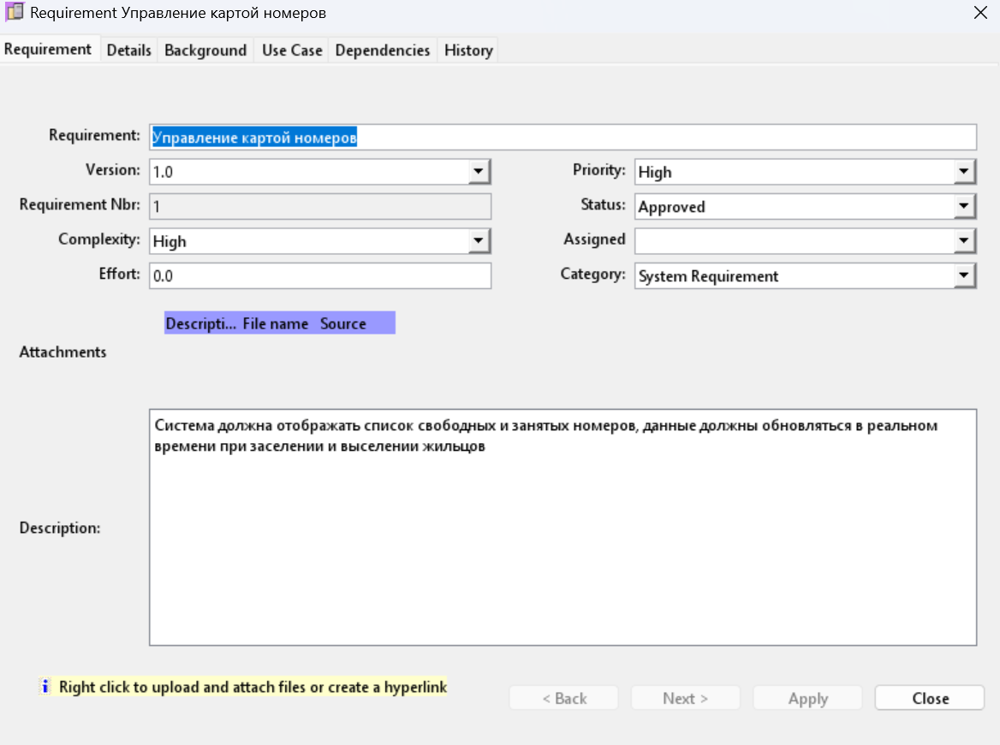 Requirement Управление картой номеров
Requirement Details Background Use Case Dependencies History
Requirement: Управление картой номеров
Version: 1.0 Priority: High
Requirement Nbr: 1 Status: Approved
Complexity: High Assigned
Effort: 0.0 Category: System Requirement
Descripti... File name Source
Attachments
Система должна отображать список свободных и занятых номеров, данные должны обновляться в реальном
времени при заселении и выселении жильцов
Description:
i Right click to upload and attach files or create a hyperlink
< Back Next > Apply Close